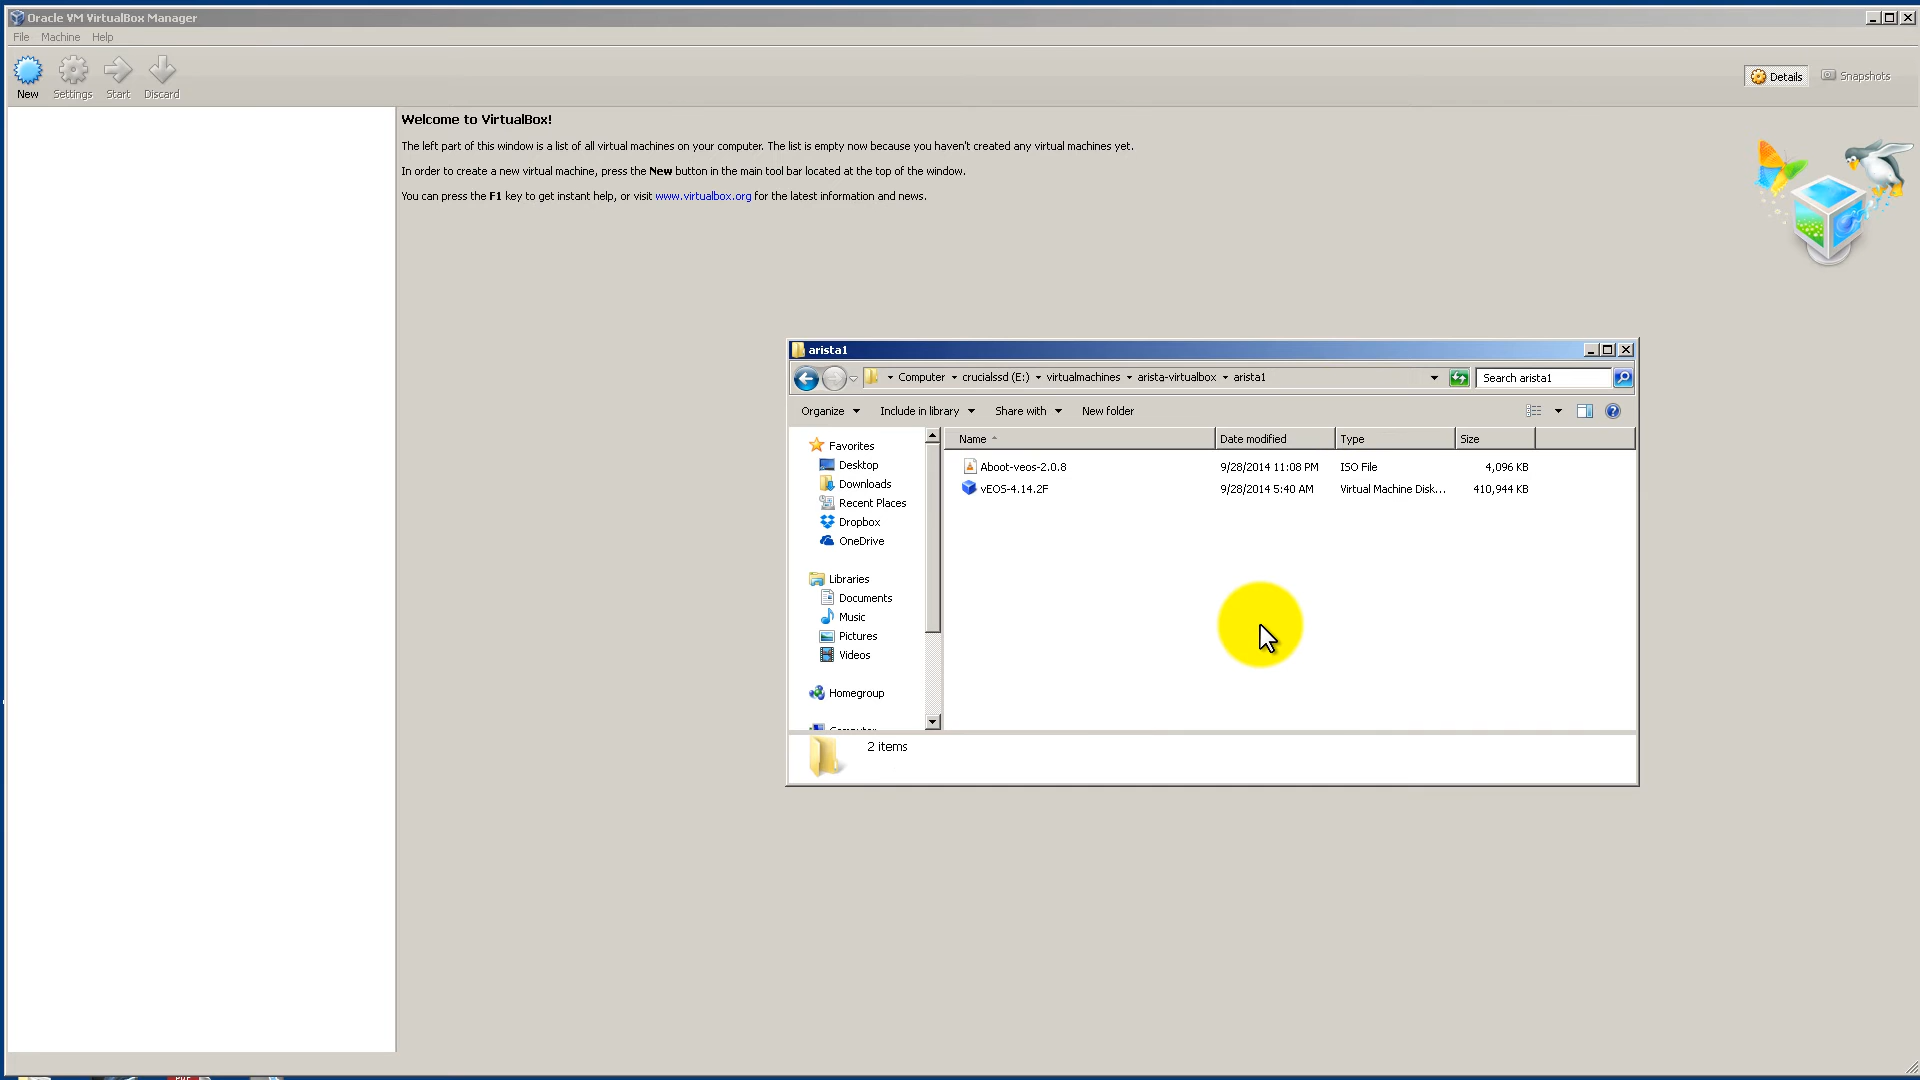 Oracle VM VirtualBox Manager
File Machine Help
New Settings Start Discard
Details Snapshots
Welcome to VirtualBox!
The left part of this window is a list of all virtual machines on your computer. The list is empty now because you haven't created any virtual machines yet.
In order to create a new virtual machine, press the New button in the main tool bar located at the top of the window.
You can press the F1 key to get instant help, or visit www.virtualbox.org for the latest information and news.
arista1
Computer crucialssd (E:) virtualmachines arista-virtualbox arista1
Search arista1
Organize Include in library Share with New folder
Favorites
Desktop
Downloads
Recent Places
Dropbox
OneDrive
Libraries
Documents
Music
Pictures
Videos
Homegroup
Name Date modified Type Size
Aboot-veos-2.0.8 9/28/2014 11:08 PM ISO File 4,096 KB
vEOS-4.14.2F 9/28/2014 5:40 AM Virtual Machine Disk... 410,944 KB
2 items